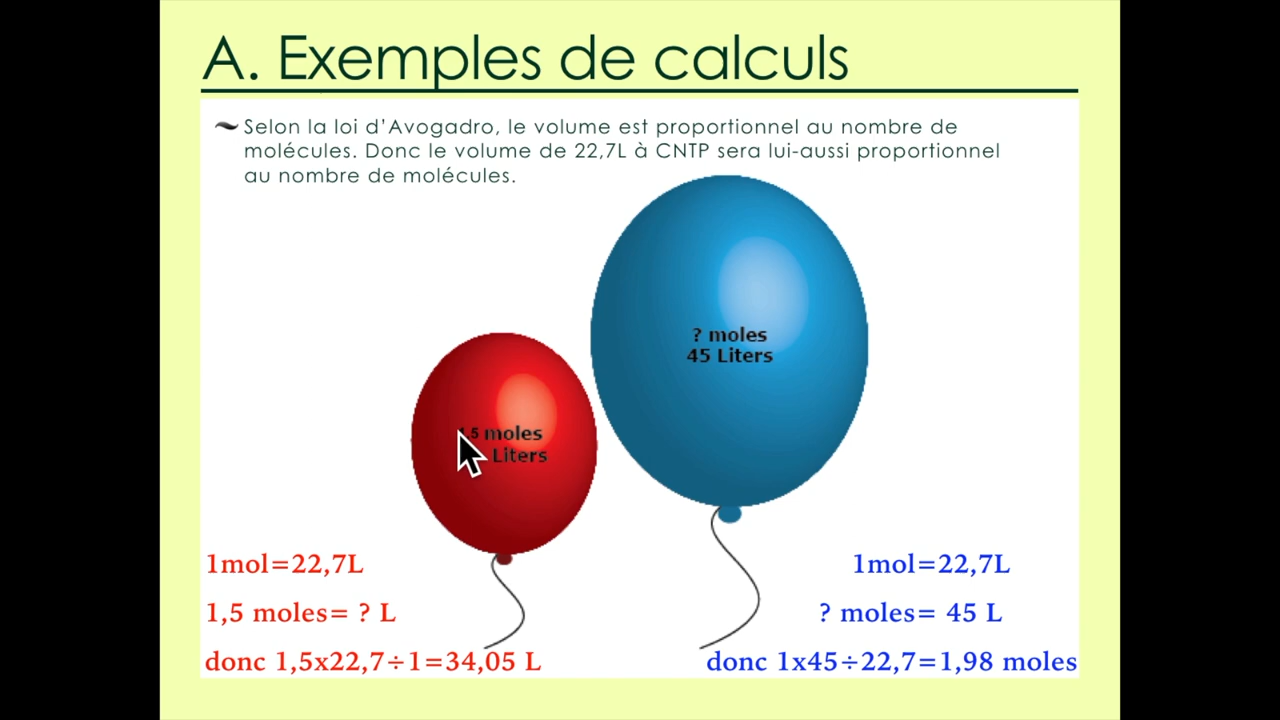 A. Exemples de calculs
Selon la loi d'Avogadro, le volume est proportionnel au nombre de
molécules. Donc le volume de 22,7L à CNTP sera lui-aussi proportionnel
au nombre de molécules.
? moles
45 Liters
1,5 moles
Liters
1mol=22,7L
1,5 moles= ? L
donc 1,5x22,7÷1=34,05 L
1mol=22,7L
? moles= 45 L
donc 1x45÷22,7=1,98 moles